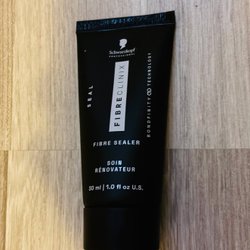 Schwarzkopf
PROFESSIONAL
SEAL
FIBRECLINIX
BONDFINITY TECHNOLOGY
FIBRE SEALER
SOIN
RÉNOVATEUR
30 ml | 1.0 fl oz U.S.